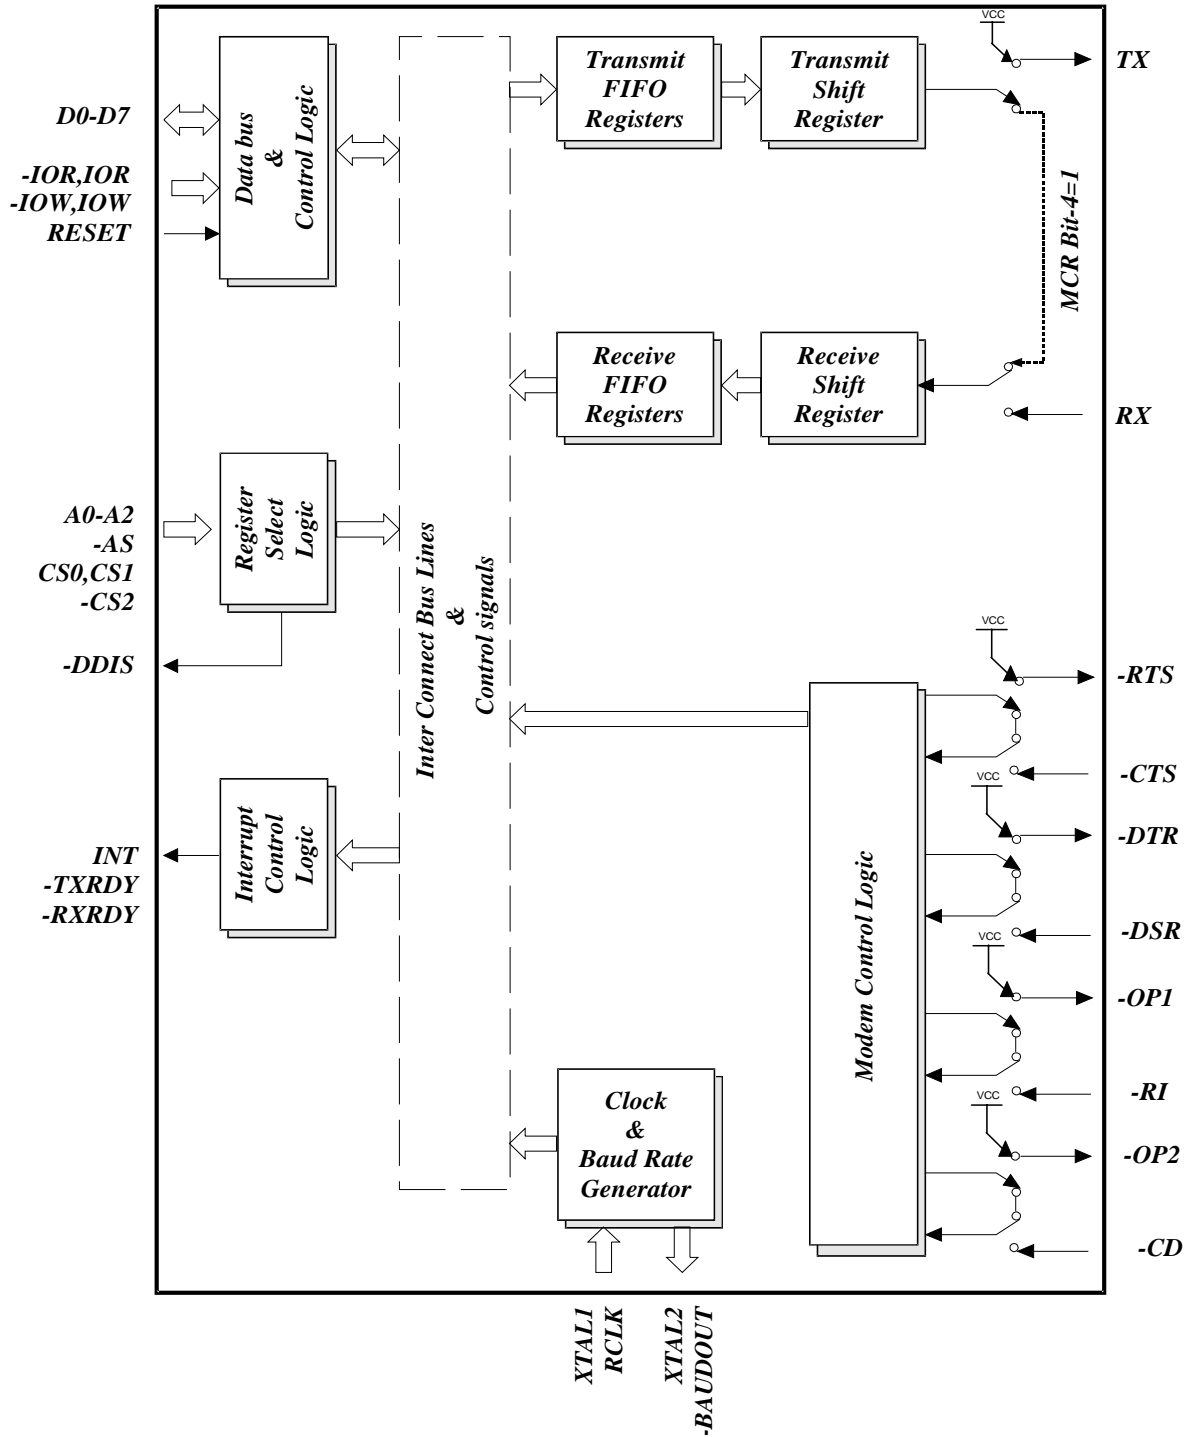 D0-D7
-IOR,IOR
-IOW,IOW
RESET
Data bus
&
Control Logic
A0-A2
-AS
CS0,CS1
-CS2
-DDIS
Register
Select
Logic
INT
-TXRDY
-RXRDY
Interrupt
Control
Logic
Inter Connect Bus Lines
&
Control signals
Transmit
FIFO
Registers
Transmit
Shift
Register
VCC
TX
MCR Bit-4=1
Receive
FIFO
Registers
Receive
Shift
Register
RX
Modem Control Logic
VCC
-RTS
-CTS
VCC
-DTR
-DSR
VCC
-OP1
-RI
VCC
-OP2
-CD
Clock
&
Baud Rate
Generator
XTAL1
RCLK
XTAL2
-BAUDOUT